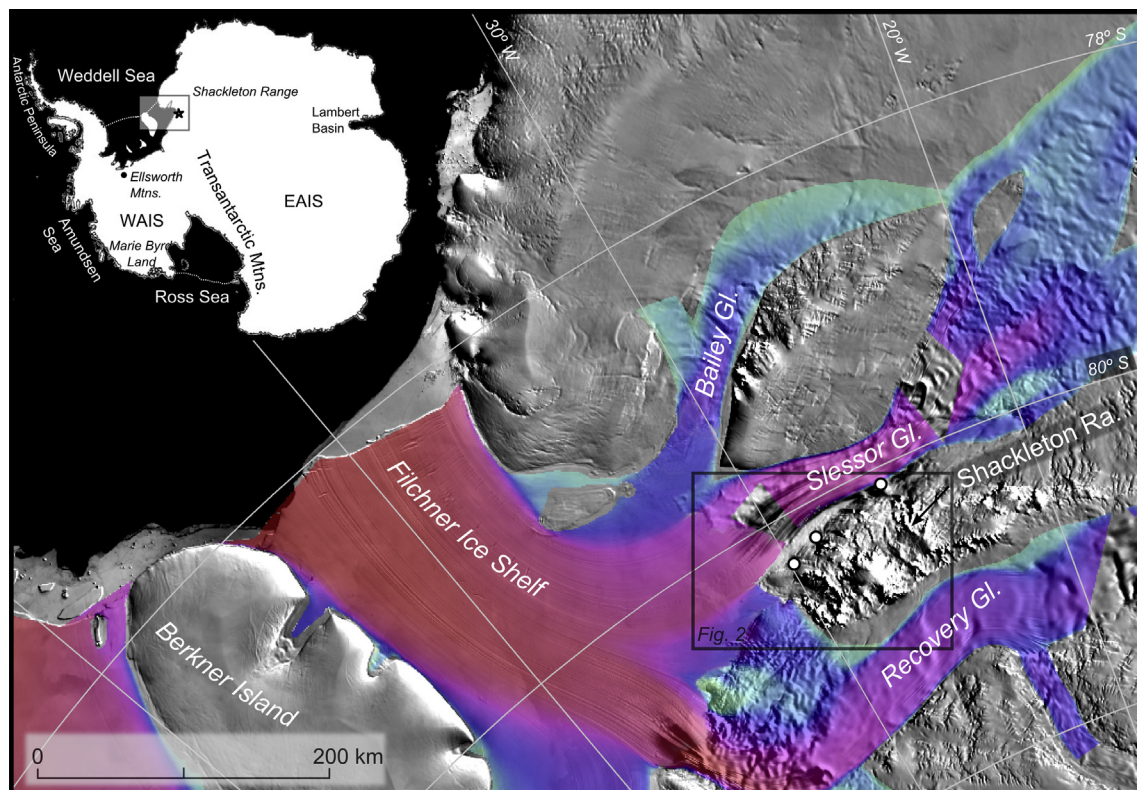 Weddell Sea
Shackleton Range
Antarctic Peninsula
Lambert
Basin
Ellsworth
Mtns.
Transantarctic Mtns.
EAIS
WAIS
Amundsen
Sea
Marie Byrd
Land
Ross Sea
30° W
20° W
78° S
80° S
Bailey Gl.
Slessor Gl.
Shackleton Ra.
Filchner Ice Shelf
Recovery Gl.
Fig. 2
Berkner Island
0
200 km